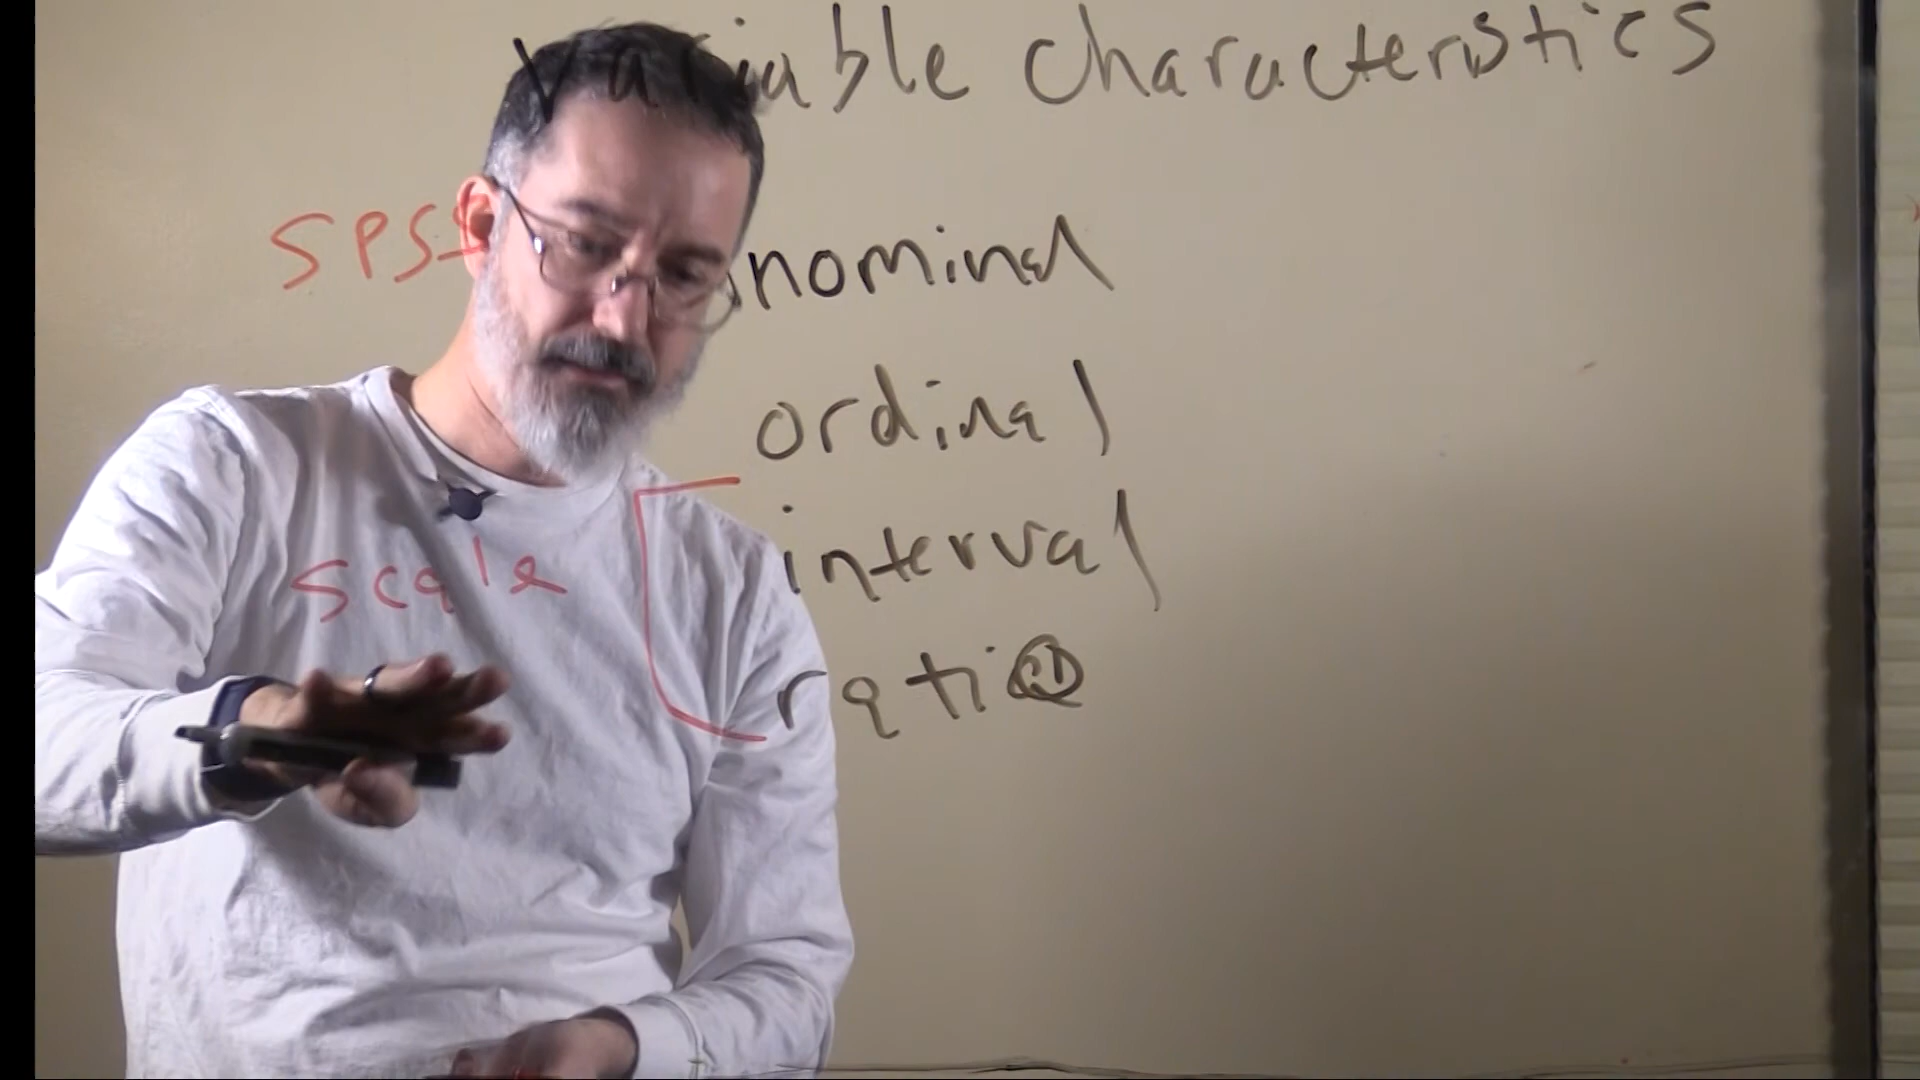 variable characteristics
SPSS nominal
ordinal
interval
scale
ratio